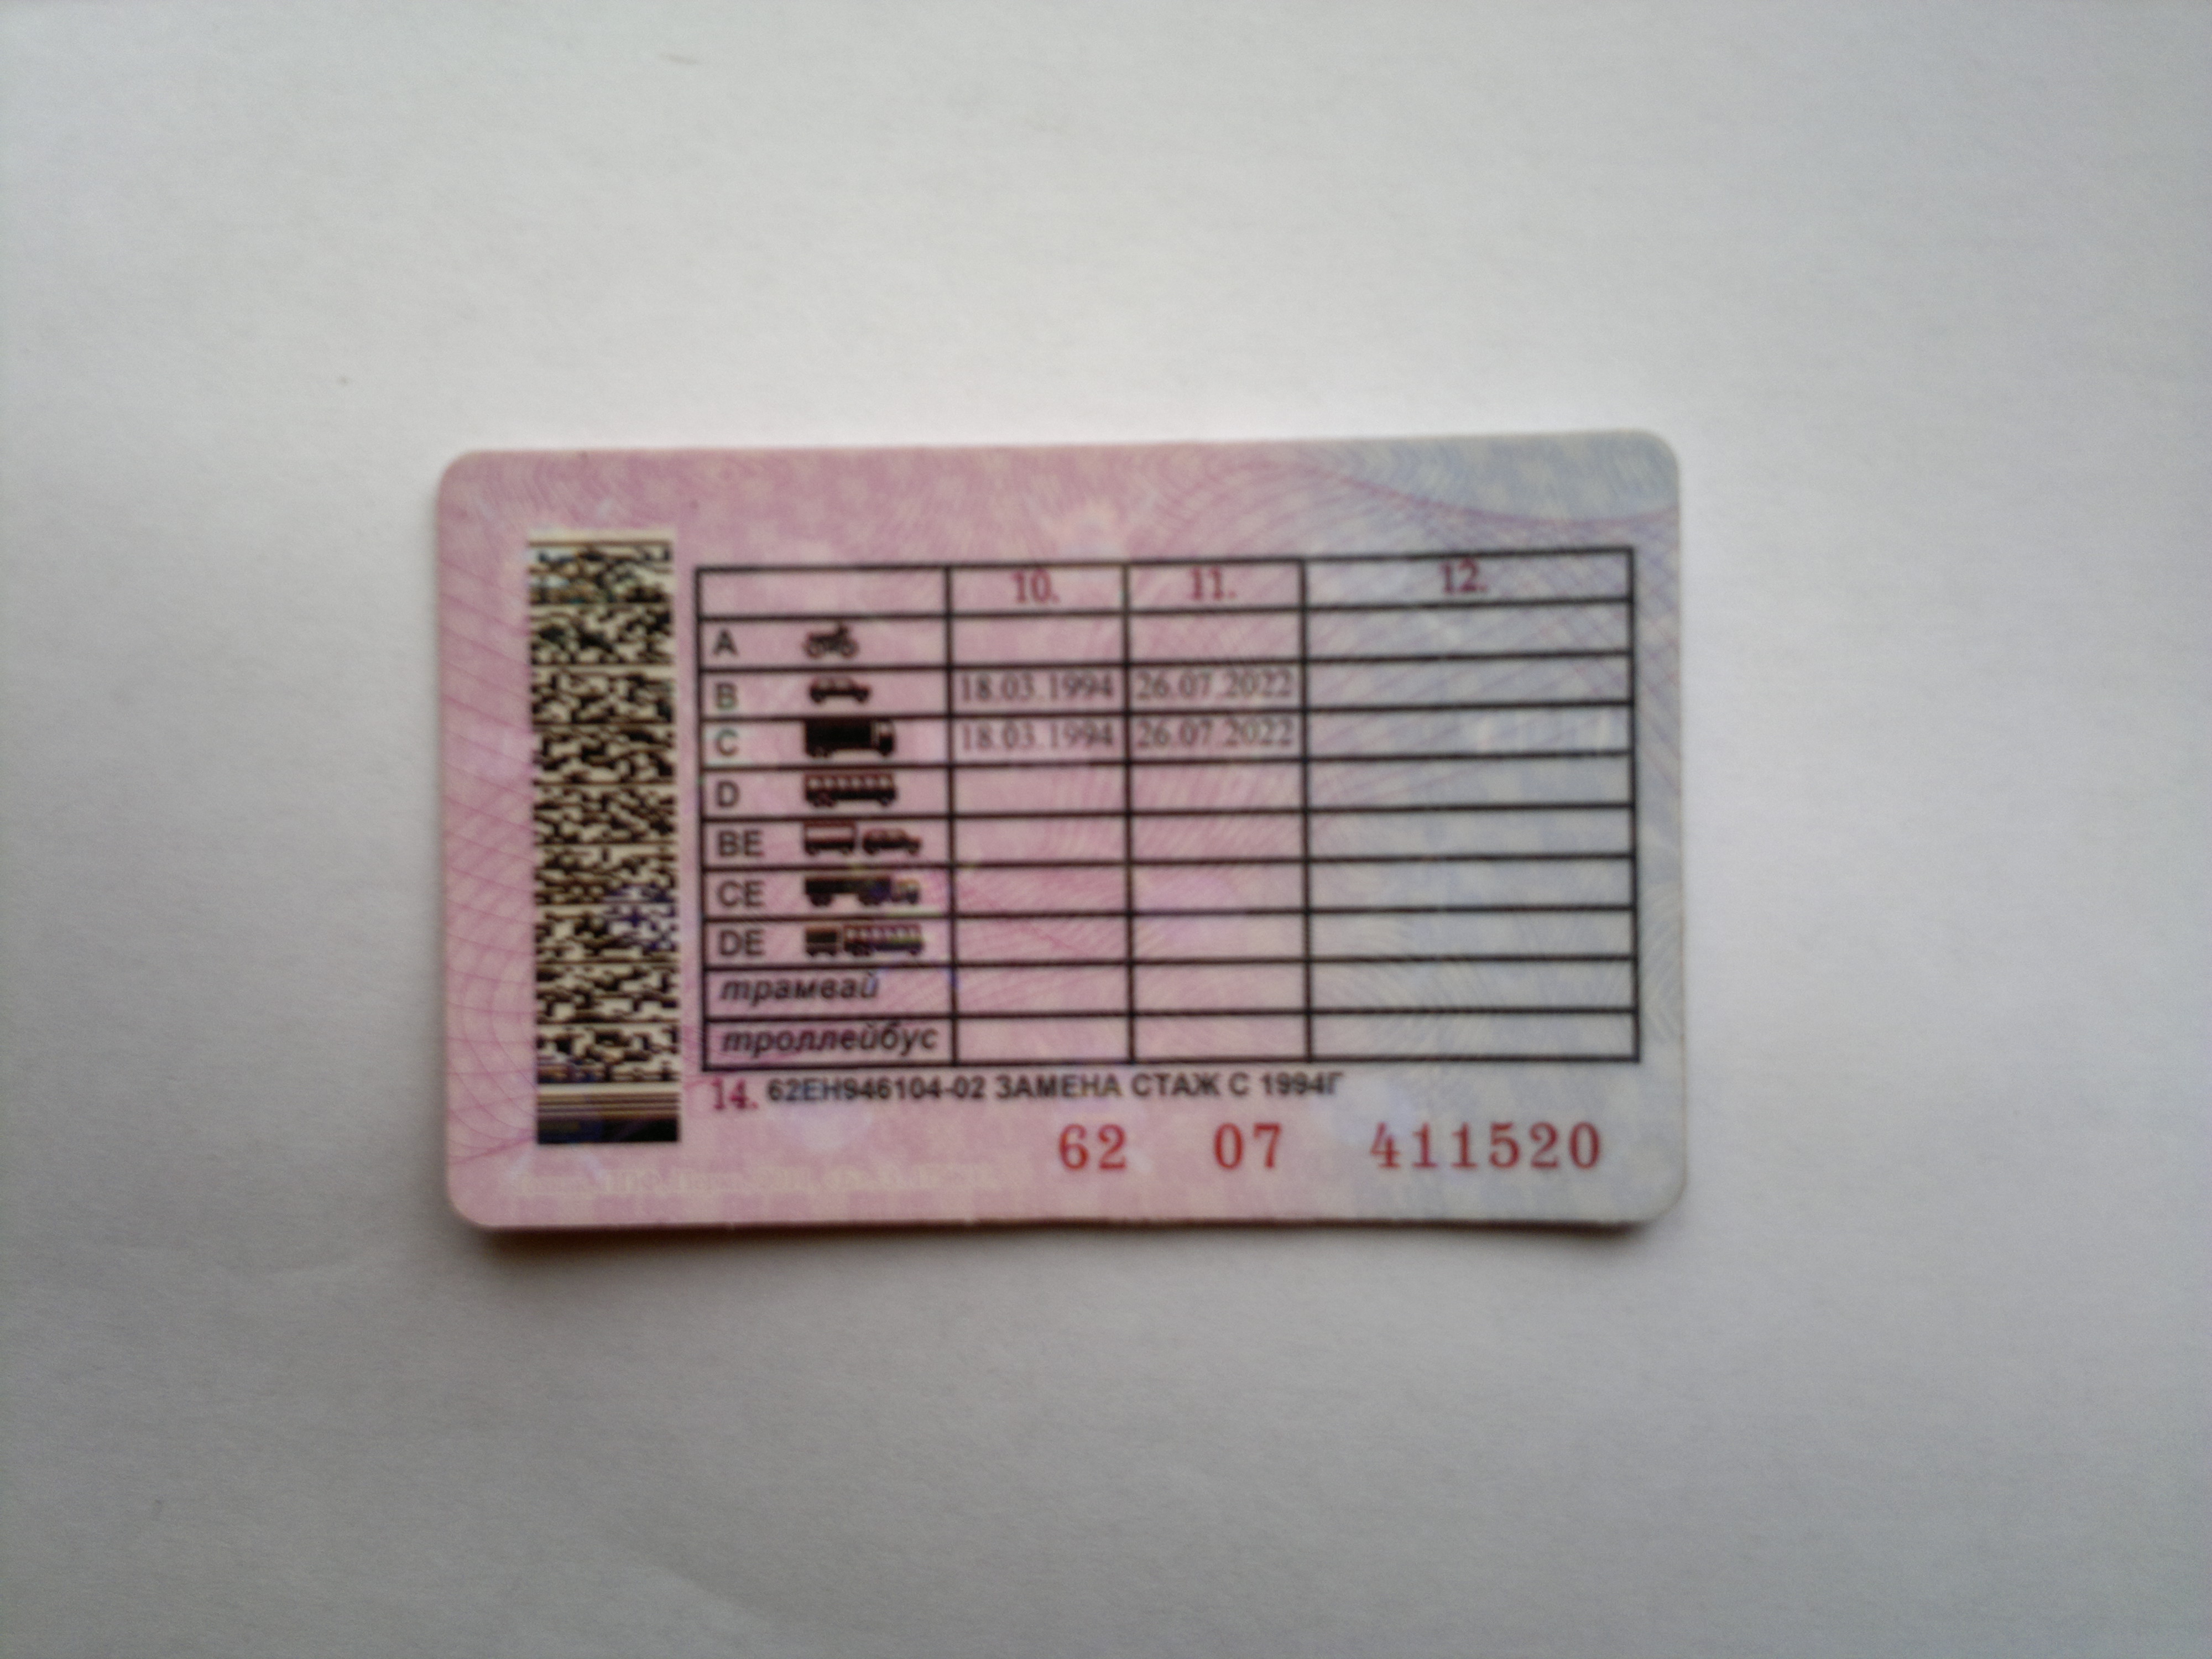 10. 11. 12.
A
B 18.03.1994 26.07.2022
C 18.03.1994 26.07.2022
D
BE
CE
DE
трамвай
троллейбус
14. 62ЕН946104-02 ЗАМЕНА СТАЖ С 1994Г
62 07 411520